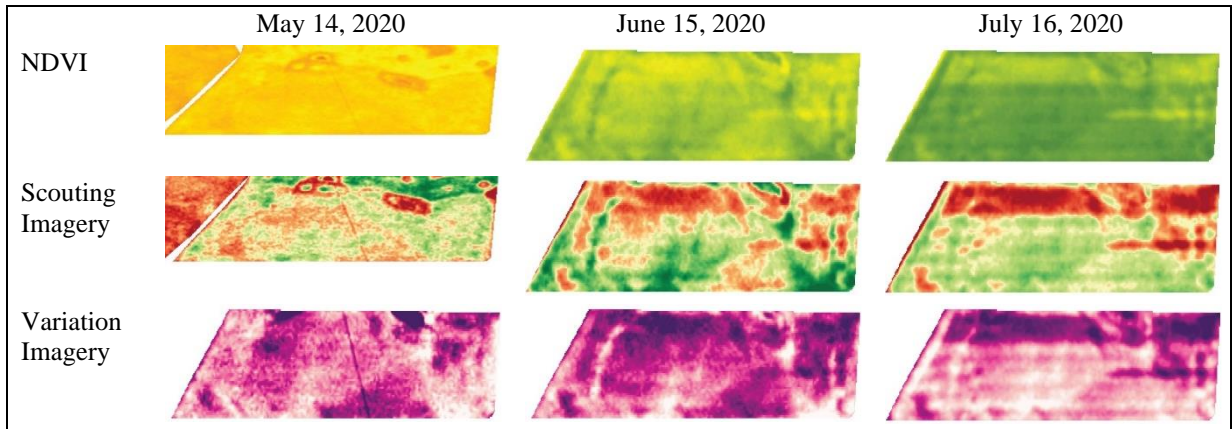 May 14, 2020 June 15, 2020 July 16, 2020
NDVI
Scouting
Imagery
Variation
Imagery